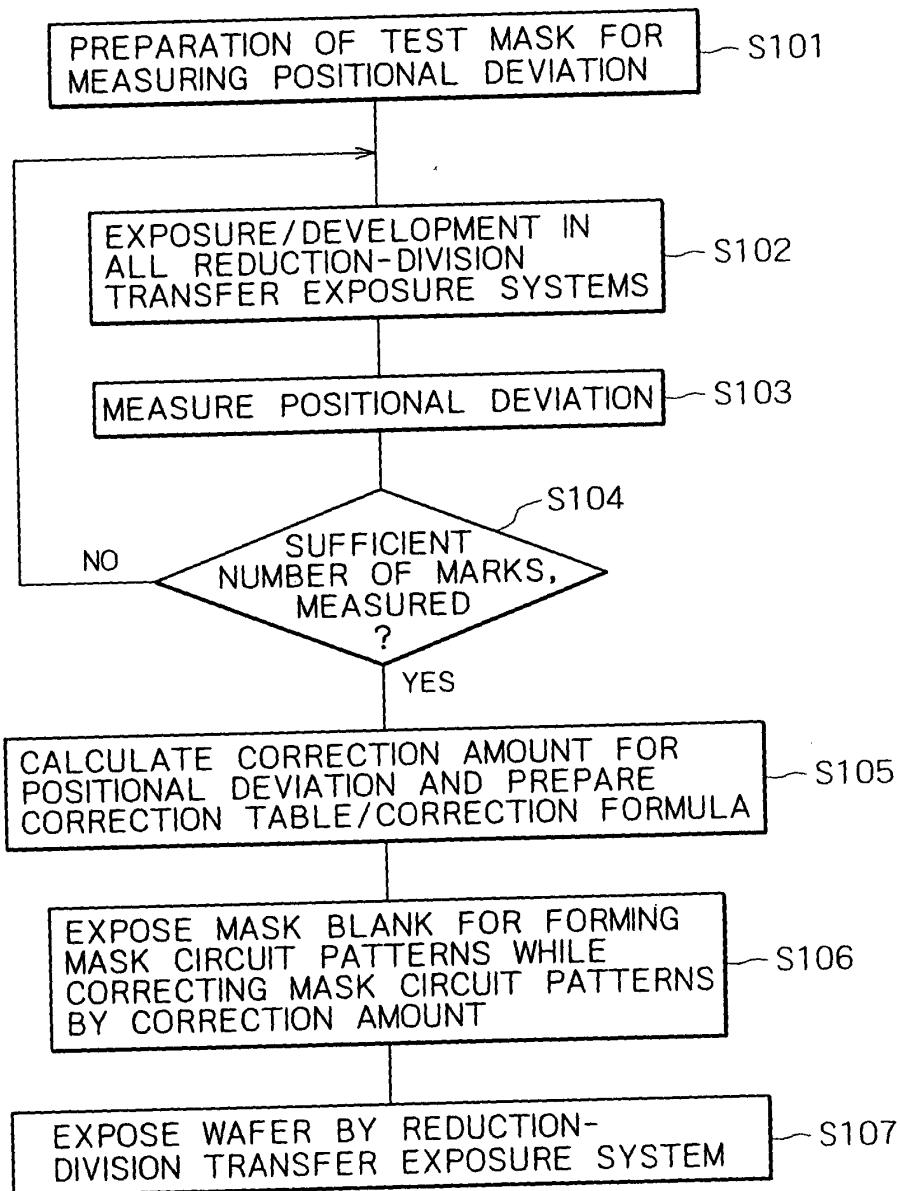 PREPARATION OF TEST MASK FOR
MEASURING POSITIONAL DEVIATION
S101
EXPOSURE/DEVELOPMENT IN
ALL REDUCTION-DIVISION
TRANSFER EXPOSURE SYSTEMS
S102
MEASURE POSITIONAL DEVIATION
S103
S104
SUFFICIENT
NUMBER OF MARKS,
MEASURED
?
NO
YES
CALCULATE CORRECTION AMOUNT FOR
POSITIONAL DEVIATION AND PREPARE
CORRECTION TABLE/CORRECTION FORMULA
S105
EXPOSE MASK BLANK FOR FORMING
MASK CIRCUIT PATTERNS WHILE
CORRECTING MASK CIRCUIT PATTERNS
BY CORRECTION AMOUNT
S106
EXPOSE WAFER BY REDUCTION-
DIVISION TRANSFER EXPOSURE SYSTEM
S107